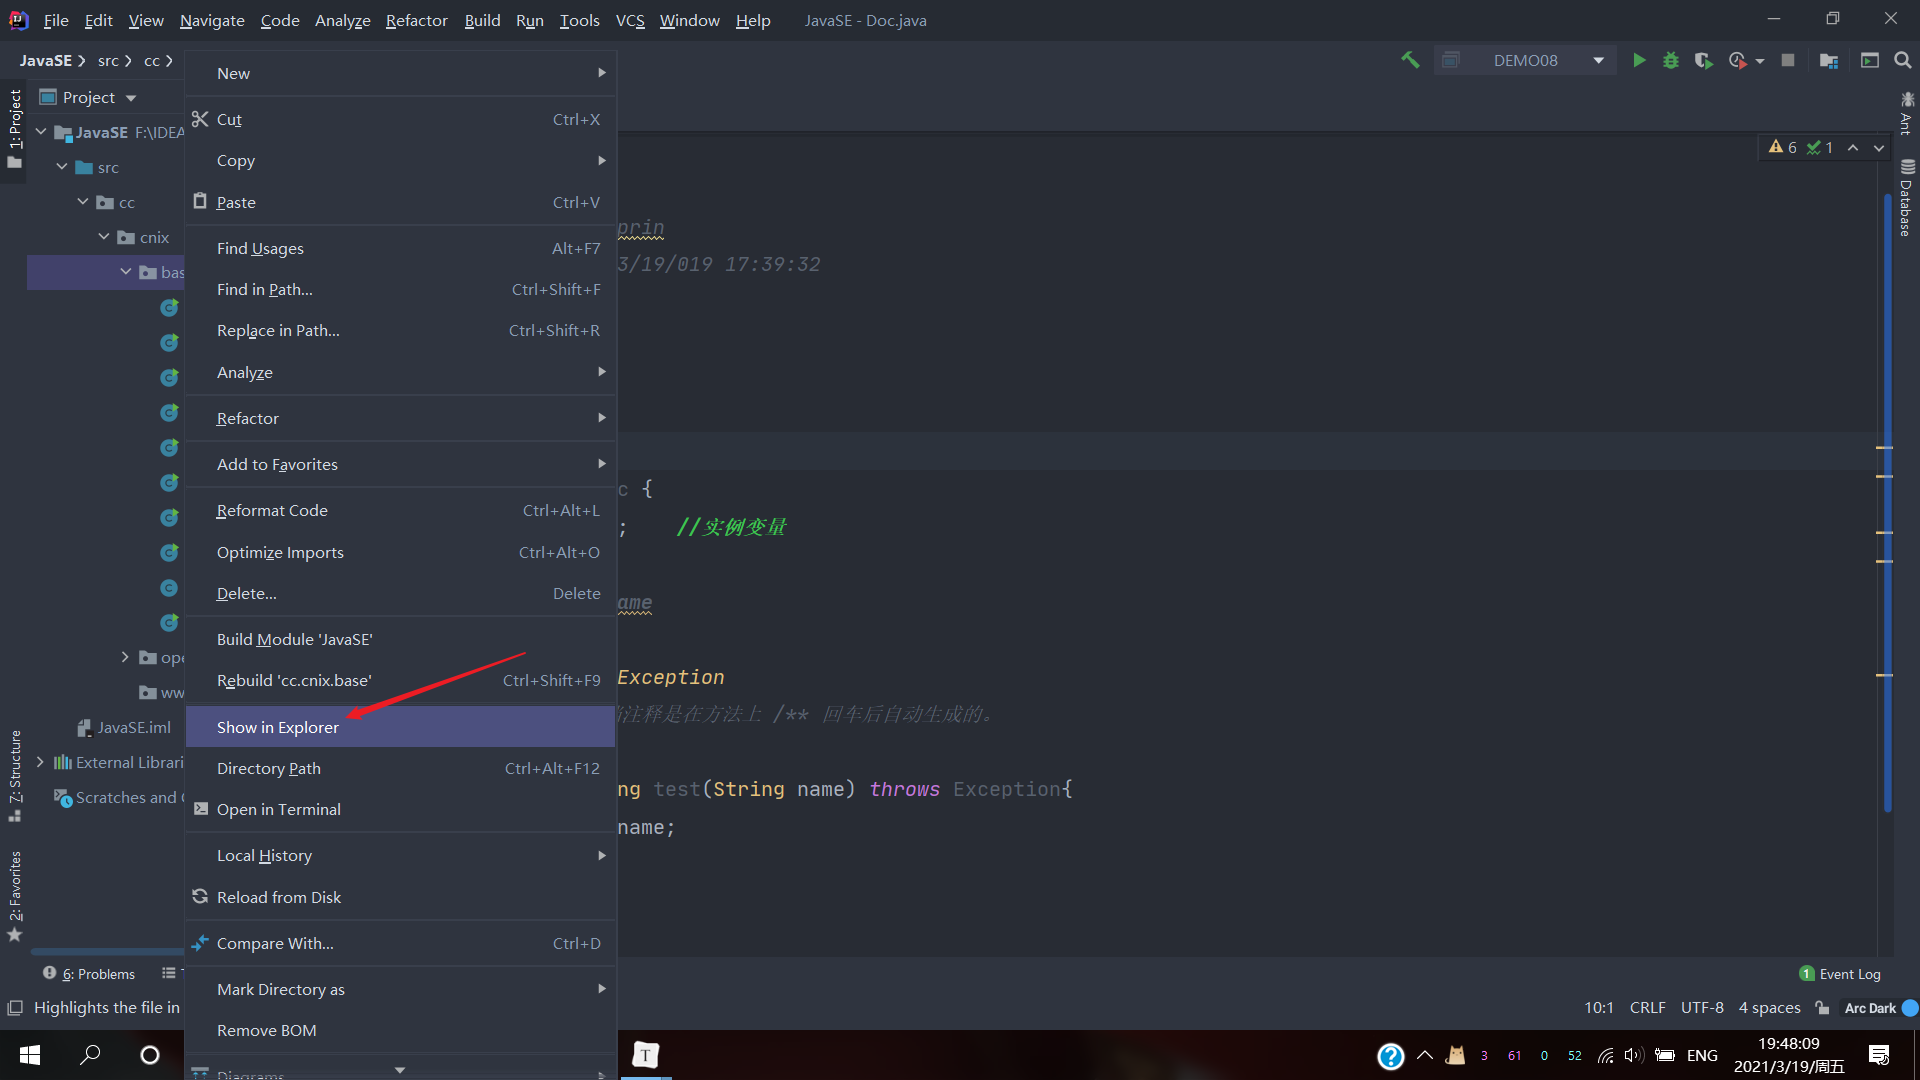 File Edit View Navigate Code Analyze Refactor Build Run Tools VCS Window Help JavaSE - Doc.java
JavaSE src cc
DEMO08
Project
1: Project
JavaSE F:\IDEA
src
cc
cnix
bas
ope
ww
JavaSE.iml
External Librari
Scratches and
7: Structure
2: Favorites
New
Cut Ctrl+X
Copy
Paste Ctrl+V
Find Usages Alt+F7
Find in Path... Ctrl+Shift+F
Replace in Path... Ctrl+Shift+R
Analyze
Refactor
Add to Favorites
Reformat Code Ctrl+Alt+L
Optimize Imports Ctrl+Alt+O
Delete... Delete
Build Module 'JavaSE'
Rebuild 'cc.cnix.base' Ctrl+Shift+F9
Show in Explorer
Directory Path Ctrl+Alt+F12
Open in Terminal
Local History
Reload from Disk
Compare With... Ctrl+D
Mark Directory as
Remove BOM
Diagrams
6 1
Ant
Database
prin
3/19/019 17:39:32
c {
; //实例变量
ame
Exception
注释是在方法上 /** 回车后自动生成的。
ng test(String name) throws Exception{
name;
6: Problems
1 Event Log
Highlights the file in
10:1 CRLF UTF-8 4 spaces Arc Dark
T
3 61 0 52 ENG
19:48:09
2021/3/19/周五